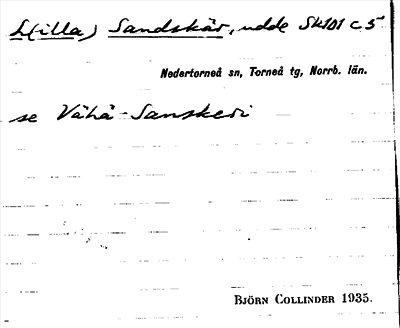 L(illa) Sandskär, udde Sk101 c5
Nedertorneå sn, Torneå tg, Norrb. län.
se Vähä-Sanskeri
BJÖRN COLLINDER 1935.